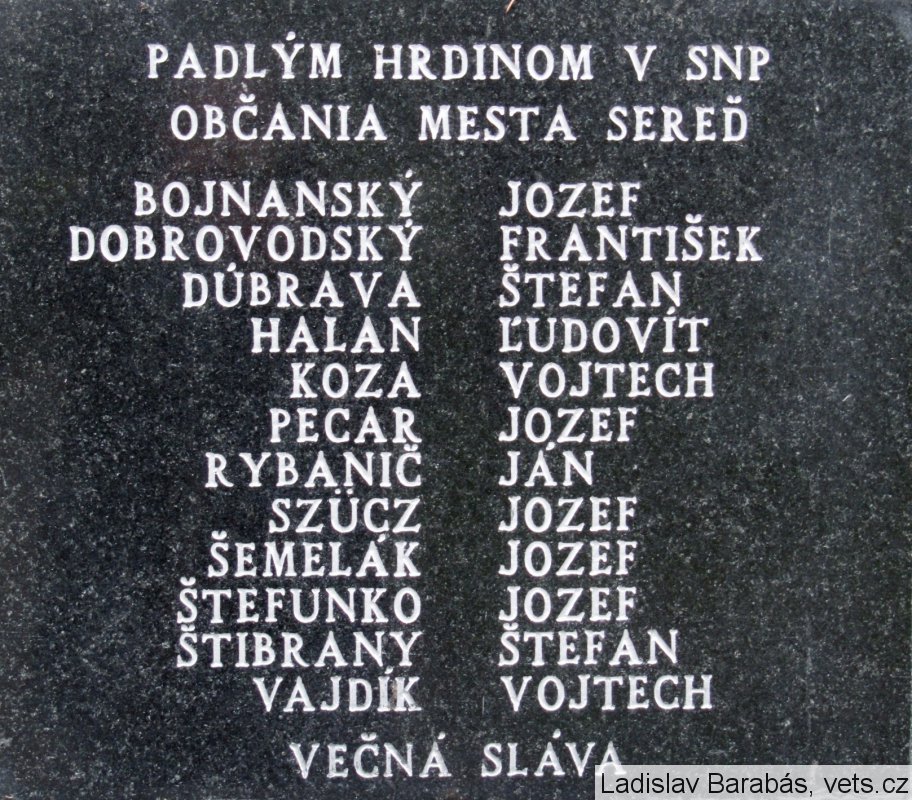 PADLÝM HRDINOM V SNP
OBČANIA MESTA SEREĎ
BOJNANSKÝ JOZEF
DOBROVODSKÝ FRANTIŠEK
DÚBRAVA ŠTEFAN
HALAN ĽUDOVÍT
KOZA VOJTECH
PECAR JOZEF
RYBANIČ JÁN
SZÜCZ JOZEF
ŠEMELÁK JOZEF
ŠTEFUNKO JOZEF
ŠTIBRANY ŠTEFAN
VAJDÍK VOJTECH
VEČNÁ SLÁVA
Ladislav Barabás, vets.cz